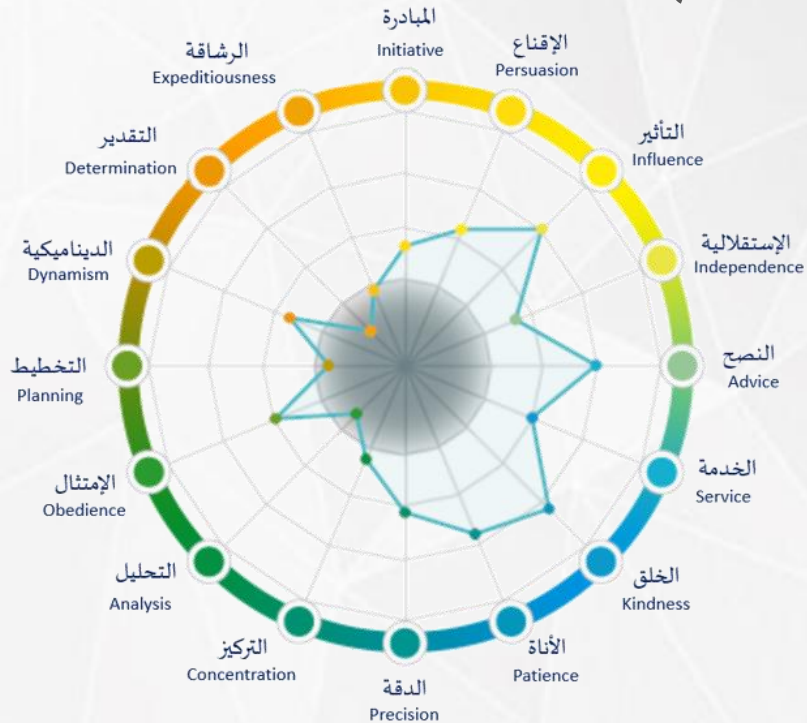 المبادرة
Initiative
الإقناع
Persuasion
التأثير
Influence
الإستقلالية
Independence
النصح
Advice
الخدمة
Service
الخلق
Kindness
الأناة
Patience
الدقة
Precision
التركيز
Concentration
التحليل
Analysis
الإمتثال
Obedience
التخطيط
Planning
الديناميكية
Dynamism
التقدير
Determination
الرشاقة
Expeditiousness